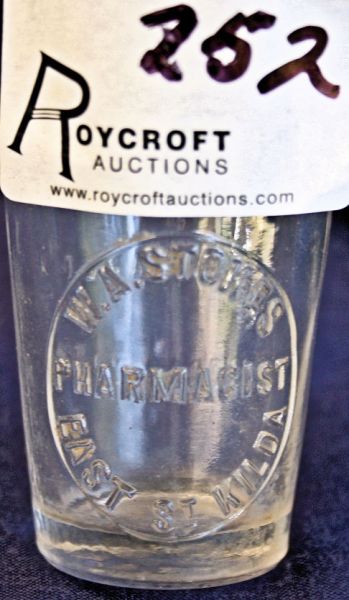 252
ROYCROFT
AUCTIONS
www.roycroftauctions.com
W.A. STOKES
PHARMACIST
EAST ST KILDA